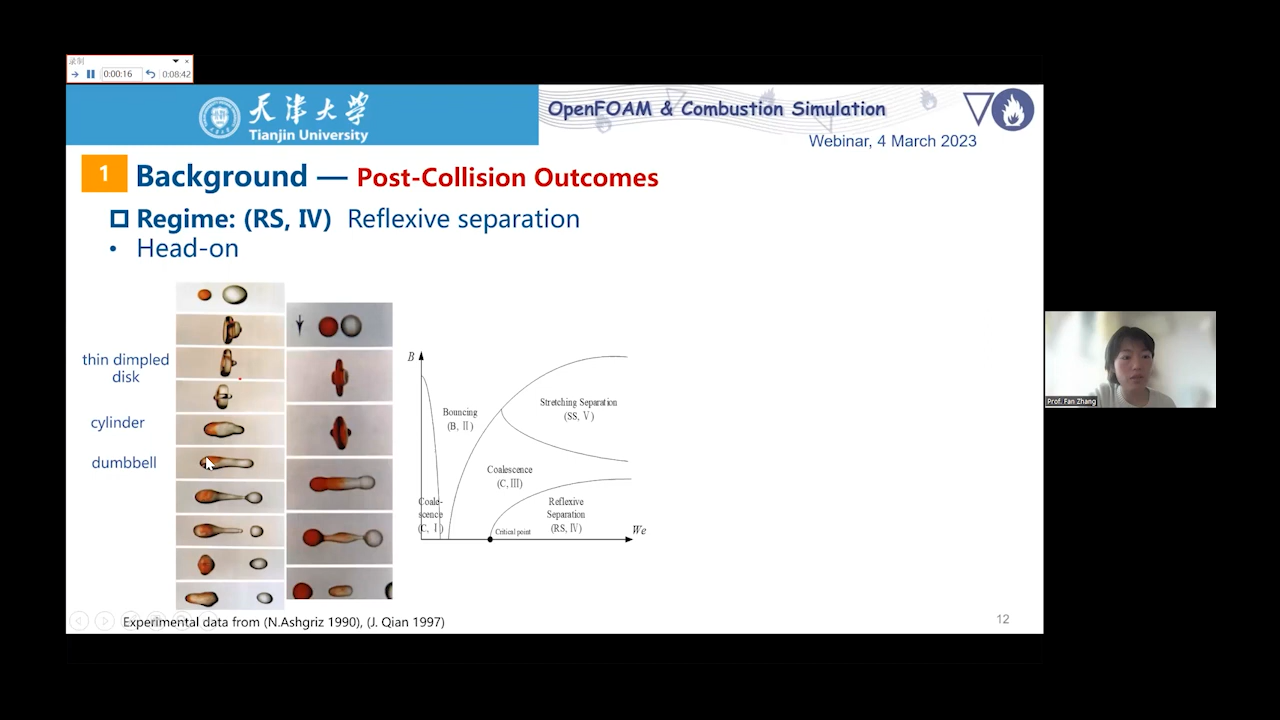 录制
0:00:16 0:08:42
天津大学
Tianjin University
OpenFOAM & Combustion Simulation
Webinar, 4 March 2023
1 Background — Post-Collision Outcomes
Regime: (RS, Ⅳ) Reflexive separation
• Head-on
thin dimpled
disk
cylinder
dumbbell
B
Bouncing
(B, Ⅱ)
Stretching Separation
(SS, Ⅴ)
Coalescence
(C, Ⅲ)
Coale-
scence
(C, Ⅰ)
Reflexive
Separation
(RS, Ⅳ)
Critical point
We
Prof. Fan Zhang
Experimental data from (N.Ashgriz 1990), (J. Qian 1997)
12